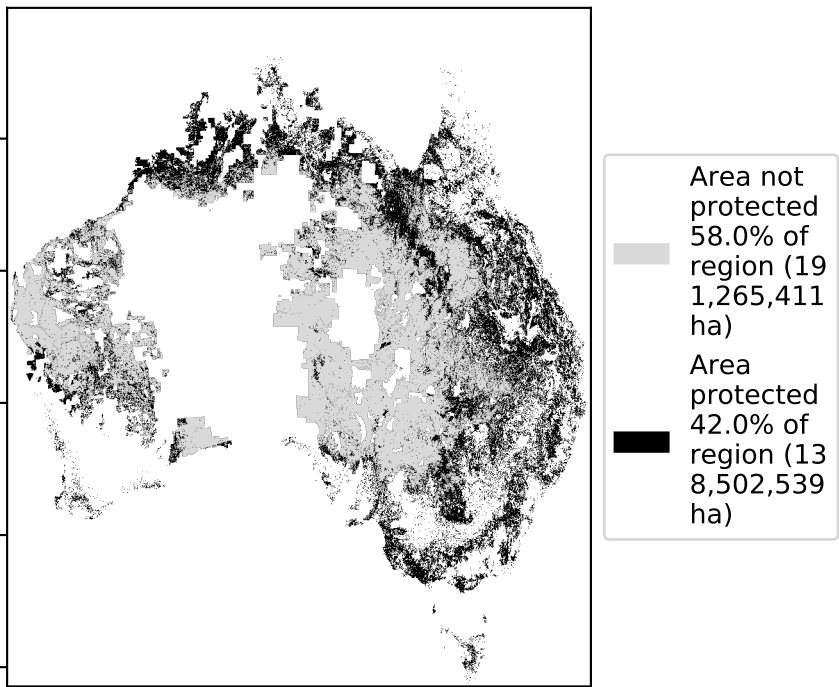 Area not
protected
58.0% of
region (19
1,265,411
ha)
Area
protected
42.0% of
region (13
8,502,539
ha)